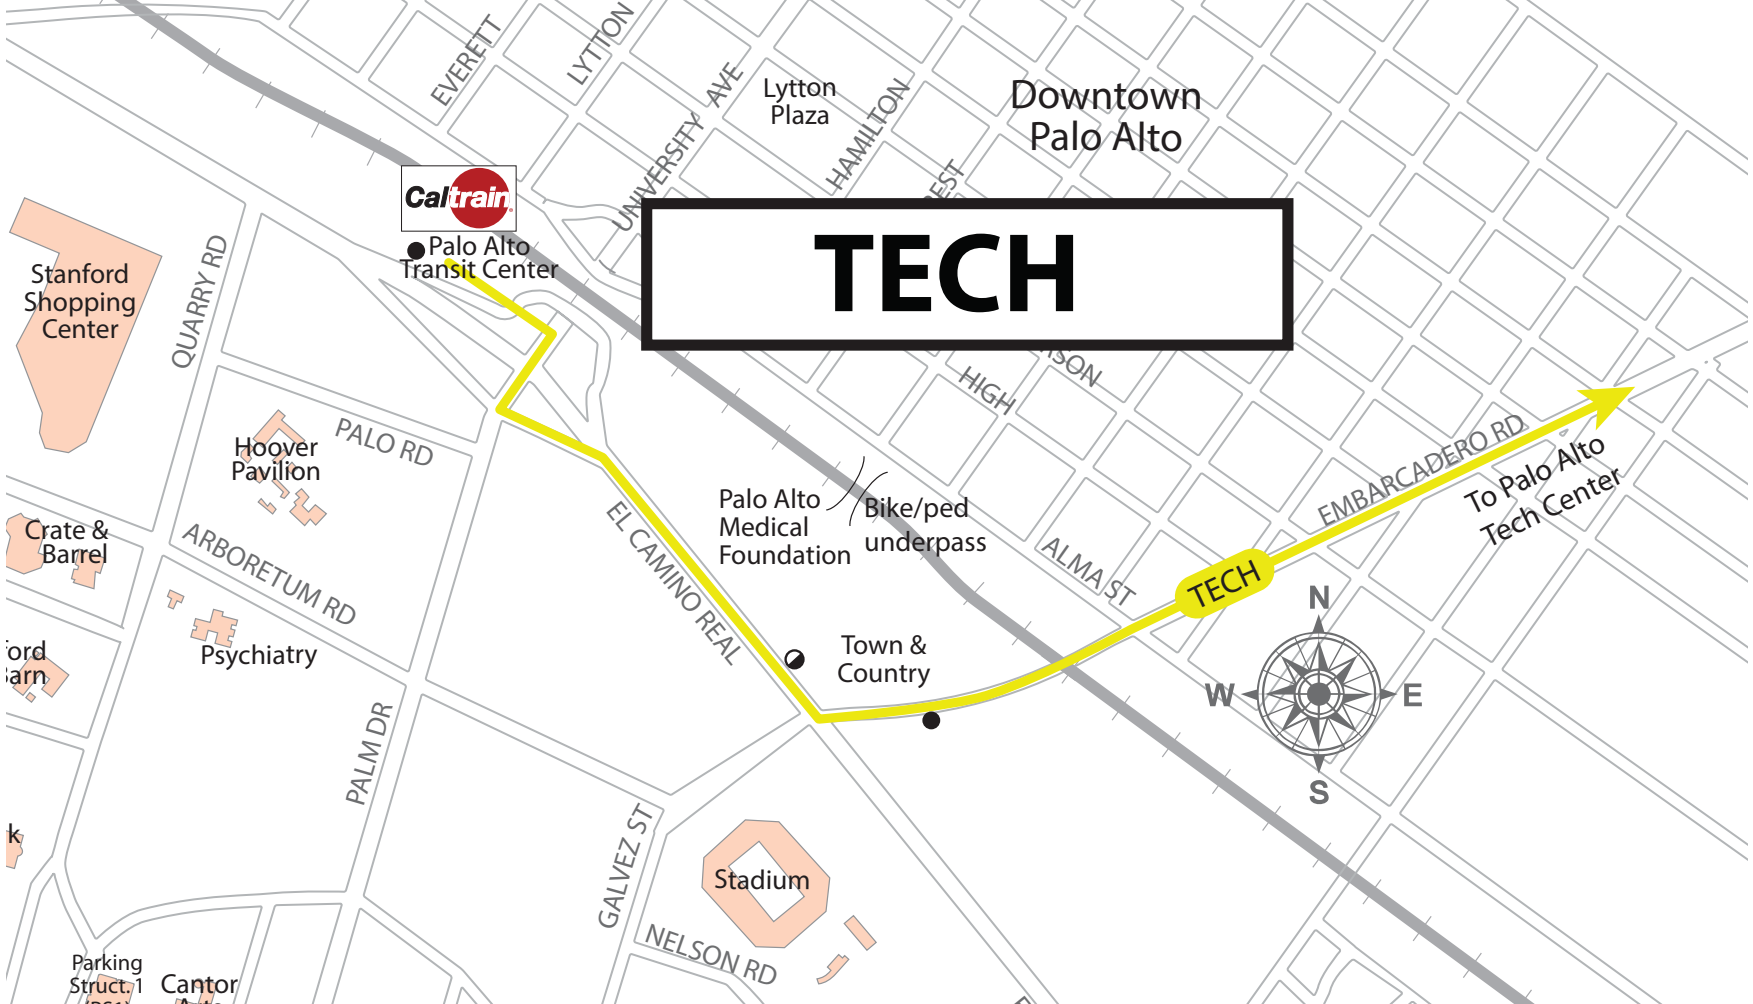 EVERETT
LYTTON
UNIVERSITY AVE
Lytton
Plaza
HAMILTON
Downtown
Palo Alto
Caltrain
Palo Alto
Transit Center
TECH
QUARRY RD
Stanford
Shopping
Center
HIGH
PALO RD
Hoover
Pavilion
EMBARCADERO RD
To Palo Alto
Tech Center
Palo Alto
Medical
Foundation
Bike/ped
underpass
Crate &
Barrel
ARBORETUM RD
EL CAMINO REAL
ALMA ST
TECH
N
W
E
S
Psychiatry
Town &
Country
PALM DR
GALVEZ ST
Stadium
NELSON RD
Parking
Struct. 1
Cantor